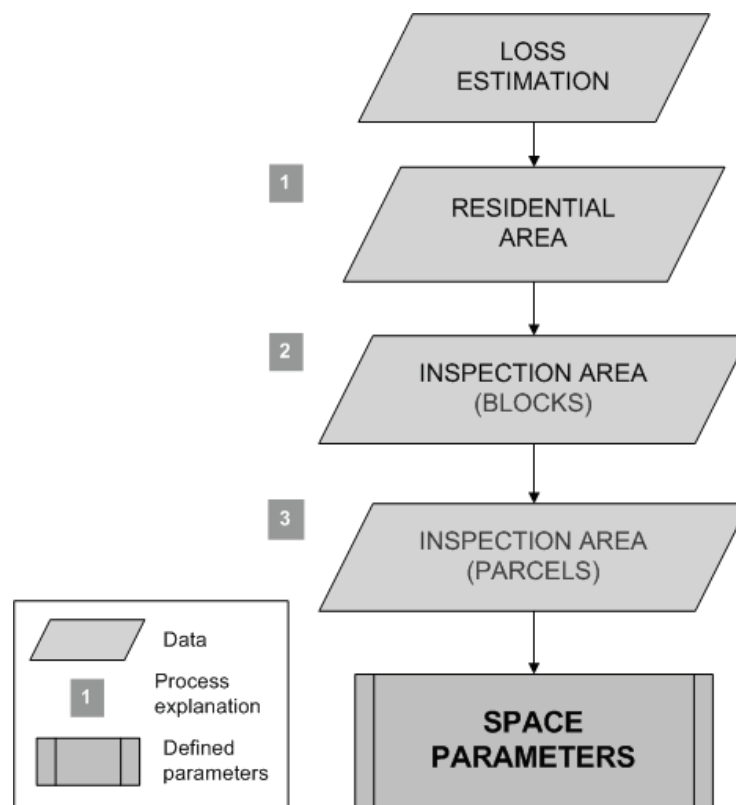 LOSS
ESTIMATION
1
RESIDENTIAL
AREA
2
INSPECTION AREA
(BLOCKS)
3
INSPECTION AREA
(PARCELS)
SPACE
PARAMETERS
Data
1
Process
explanation
Defined
parameters